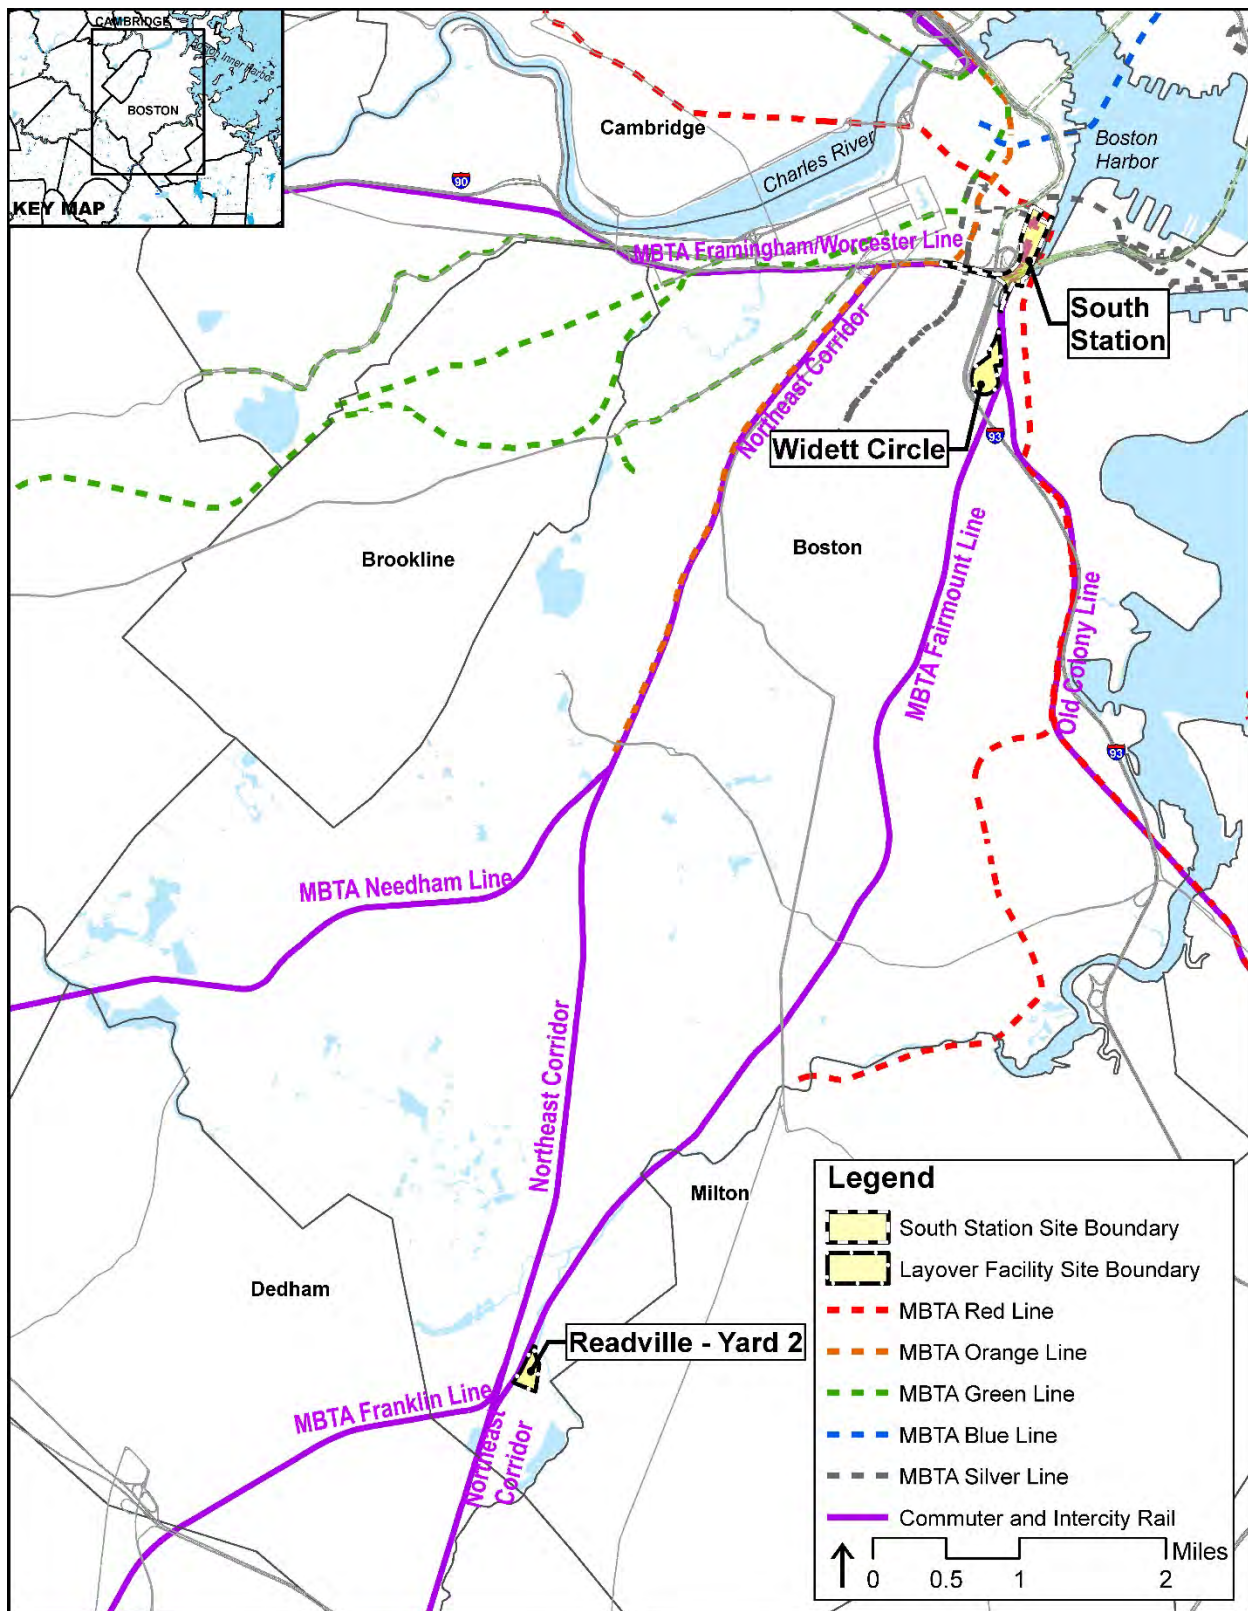 CAMBRIDGE
Boston Inner Harbor
BOSTON
KEY MAP
Cambridge
Charles River
Boston
Harbor
90
MBTA Framingham/Worcester Line
South
Station
Northeast Corridor
Widett Circle
93
Brookline
Boston
MBTA Fairmount Line
Old Colony Line
93
MBTA Needham Line
Northeast Corridor
Milton
Dedham
Readville - Yard 2
MBTA Franklin Line
Northeast
Corridor
Legend
South Station Site Boundary
Layover Facility Site Boundary
MBTA Red Line
MBTA Orange Line
MBTA Green Line
MBTA Blue Line
MBTA Silver Line
Commuter and Intercity Rail
Miles
0 0.5 1 2